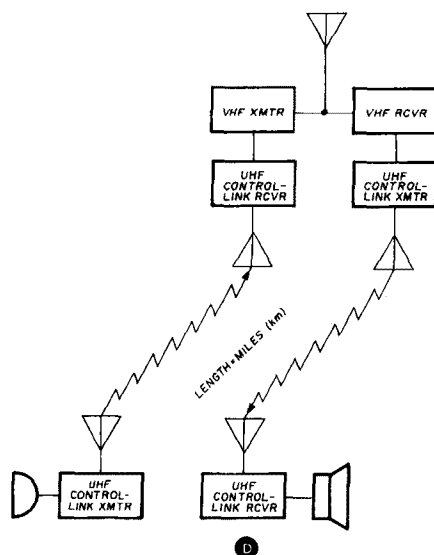 VHF XMTR
VHF RCVR
UHF
CONTROL-
LINK RCVR
UHF
CONTROL-
LINK XMTR
LENGTH=MILES (km)
UHF
CONTROL-
LINK XMTR
UHF
CONTROL-
LINK RCVR
D